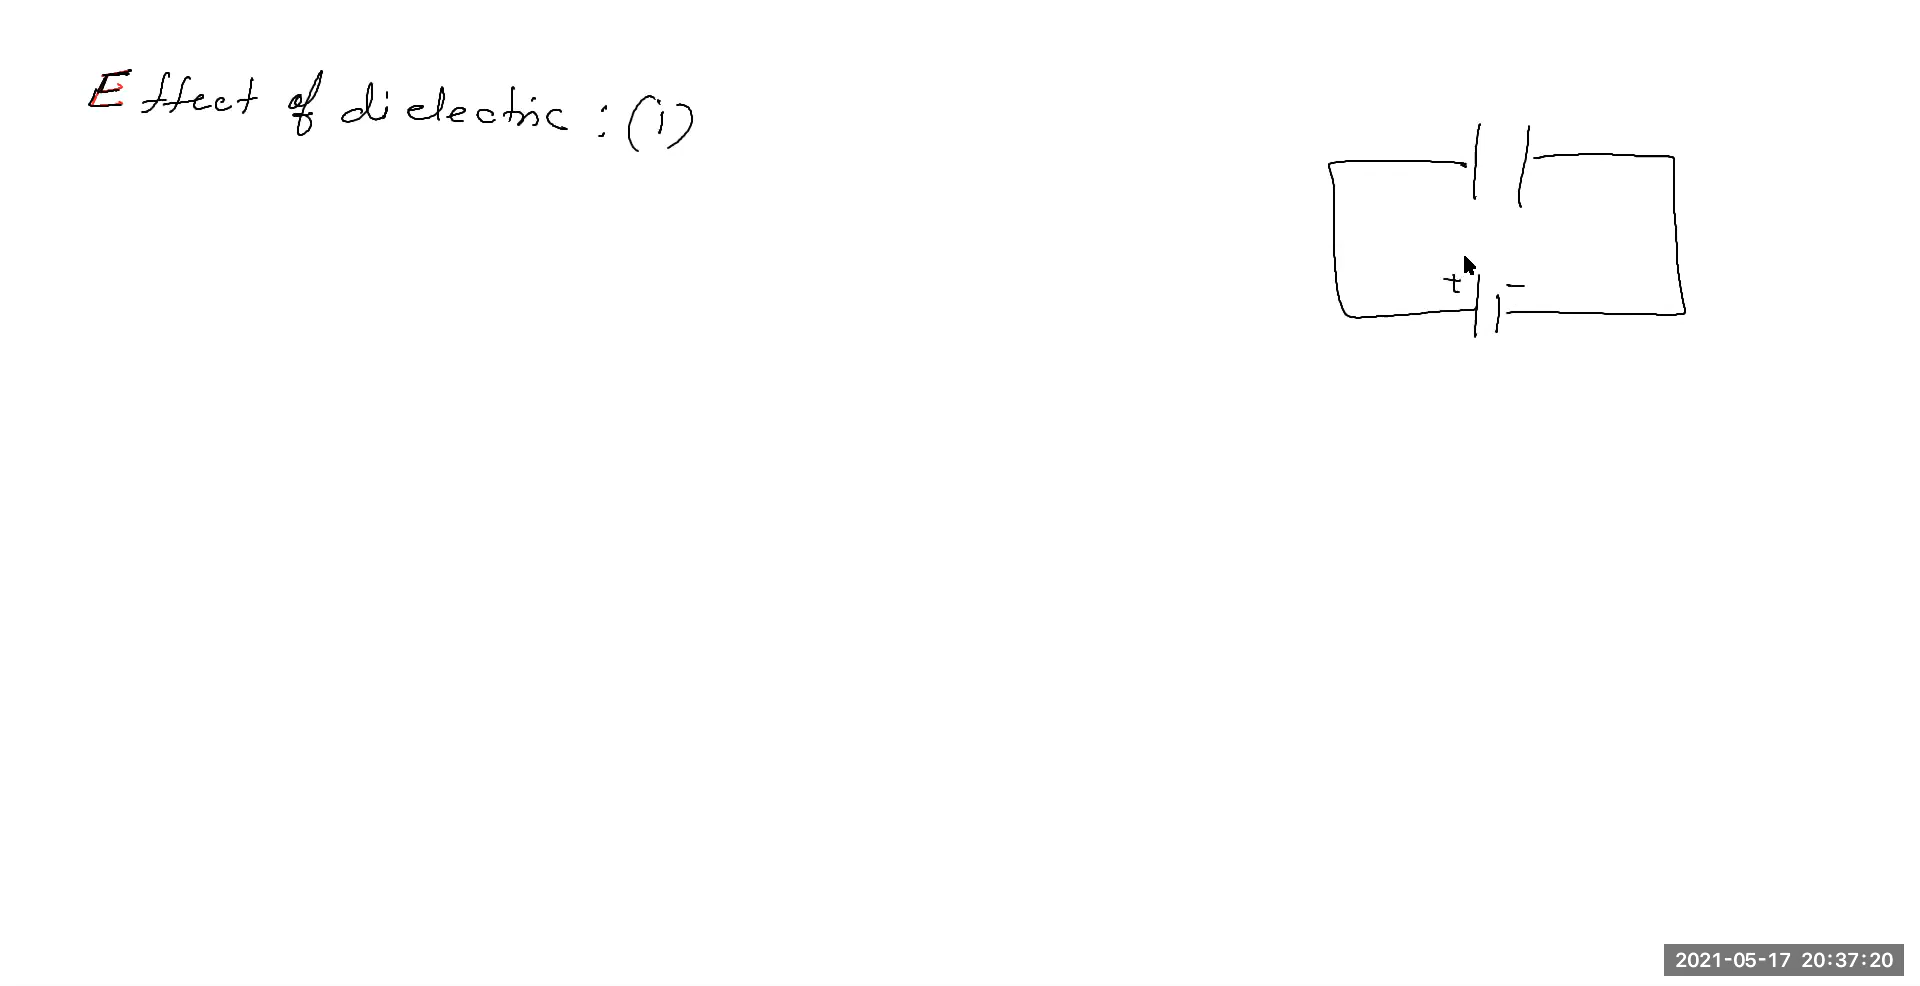 Effect of dielectric : (i)
+ -
2021-05-17 20:37:20